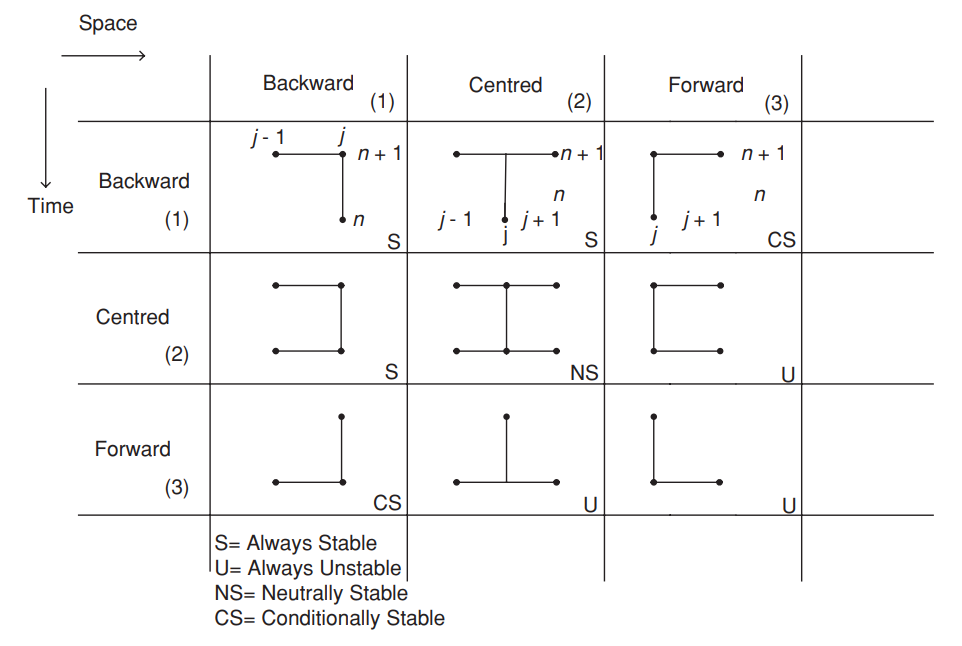 Space
Time
Backward (1)
Centred (2)
Forward (3)
Backward
(1)
j - 1 j n + 1
n
S
n + 1
n
j - 1 j j + 1
S
n + 1
n
j j + 1
CS
Centred
(2)
S
NS
U
Forward
(3)
CS
U
U
S= Always Stable
U= Always Unstable
NS= Neutrally Stable
CS= Conditionally Stable